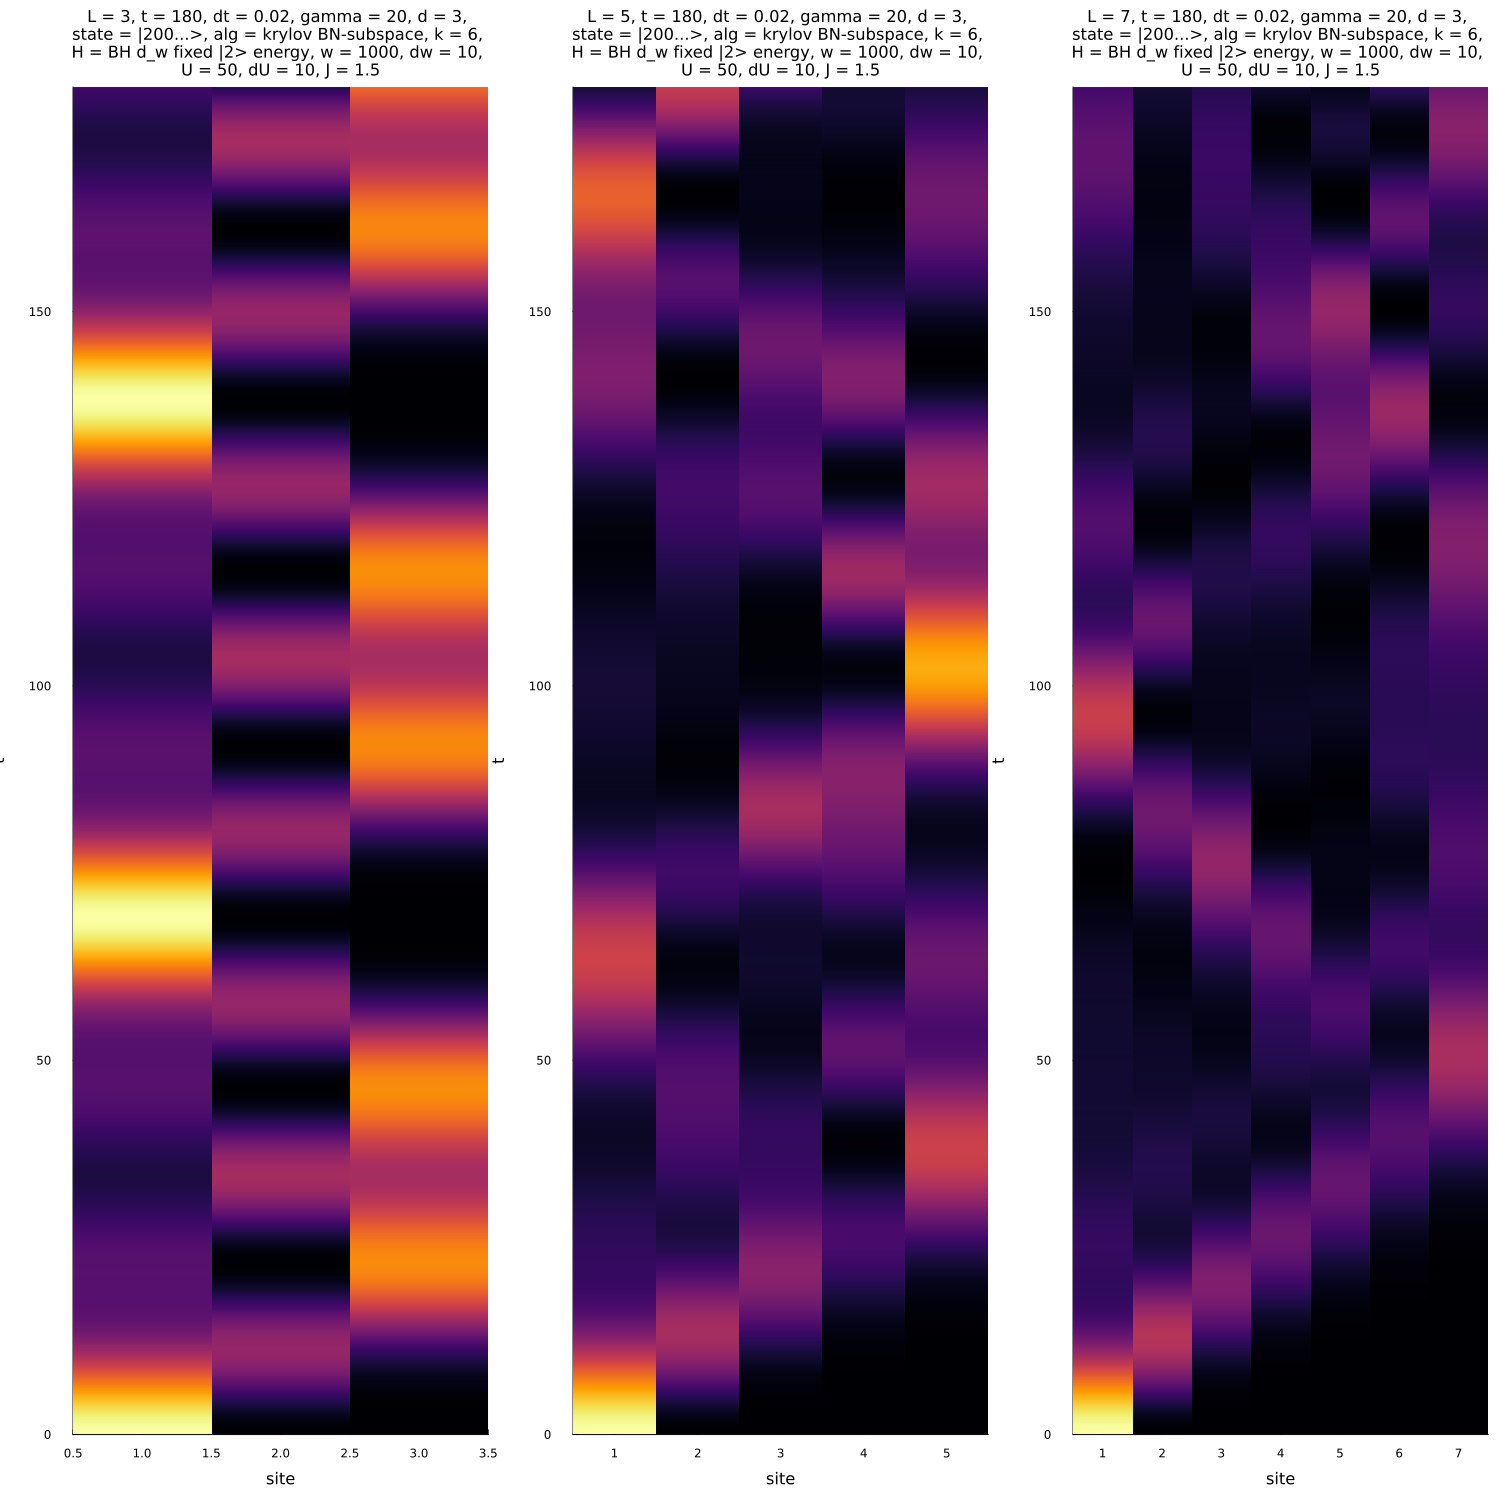 L = 3, t = 180, dt = 0.02, gamma = 20, d = 3,
state = |200...>, alg = krylov BN-subspace, k = 6,
H = BH d_w fixed |2> energy, w = 1000, dw = 10,
U = 50, dU = 10, J = 1.5
150
100
50
0
t
0.5 1.0 1.5 2.0 2.5 3.0 3.5
site
L = 5, t = 180, dt = 0.02, gamma = 20, d = 3,
state = |200...>, alg = krylov BN-subspace, k = 6,
H = BH d_w fixed |2> energy, w = 1000, dw = 10,
U = 50, dU = 10, J = 1.5
150
100
50
0
t
1 2 3 4 5
site
L = 7, t = 180, dt = 0.02, gamma = 20, d = 3,
state = |200...>, alg = krylov BN-subspace, k = 6,
H = BH d_w fixed |2> energy, w = 1000, dw = 10,
U = 50, dU = 10, J = 1.5
150
100
50
0
t
1 2 3 4 5 6 7
site